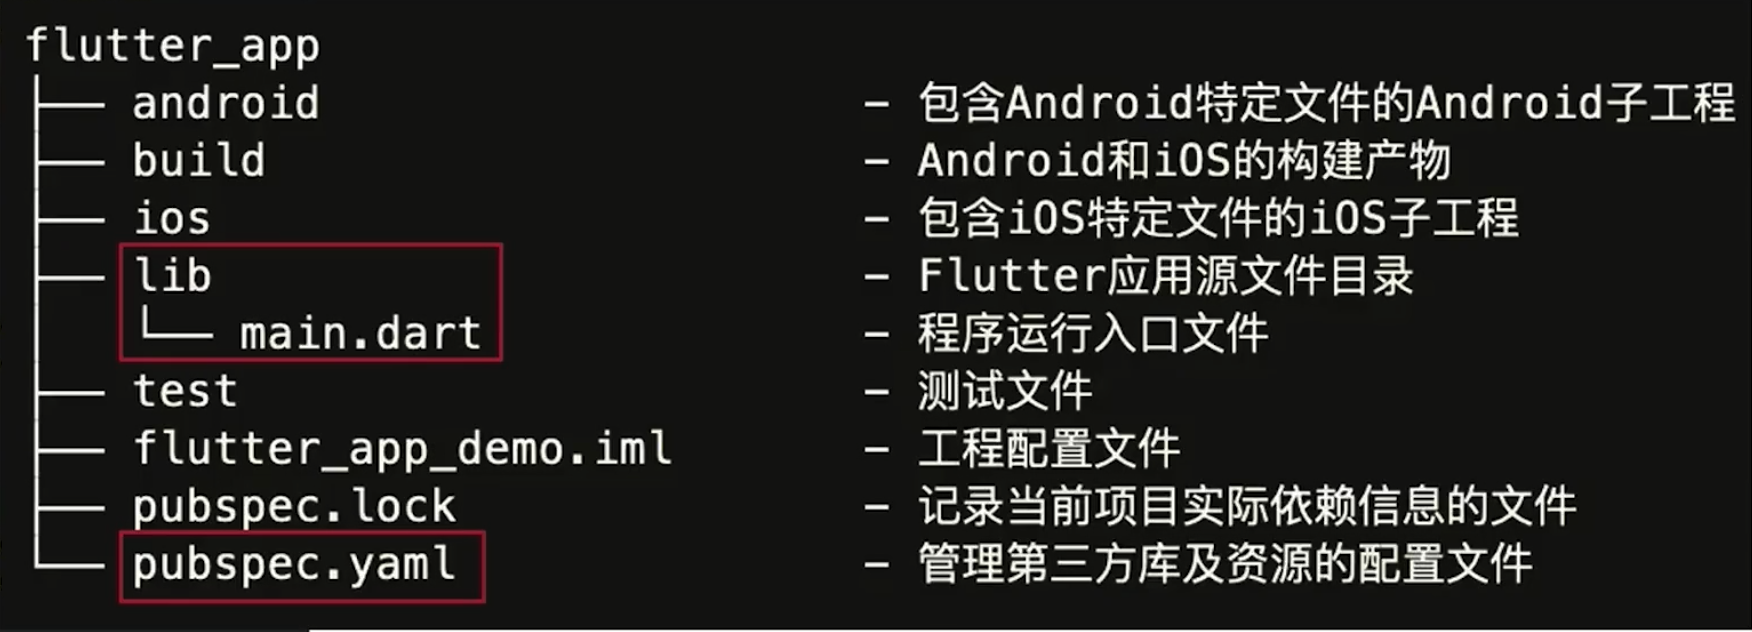 flutter_app
├── android - 包含Android特定文件的Android子工程
├── build - Android和iOS的构建产物
├── ios - 包含iOS特定文件的iOS子工程
├── lib - Flutter应用源文件目录
└── main.dart - 程序运行入口文件
├── test - 测试文件
├── flutter_app_demo.iml - 工程配置文件
├── pubspec.lock - 记录当前项目实际依赖信息的文件
└── pubspec.yaml - 管理第三方库及资源的配置文件